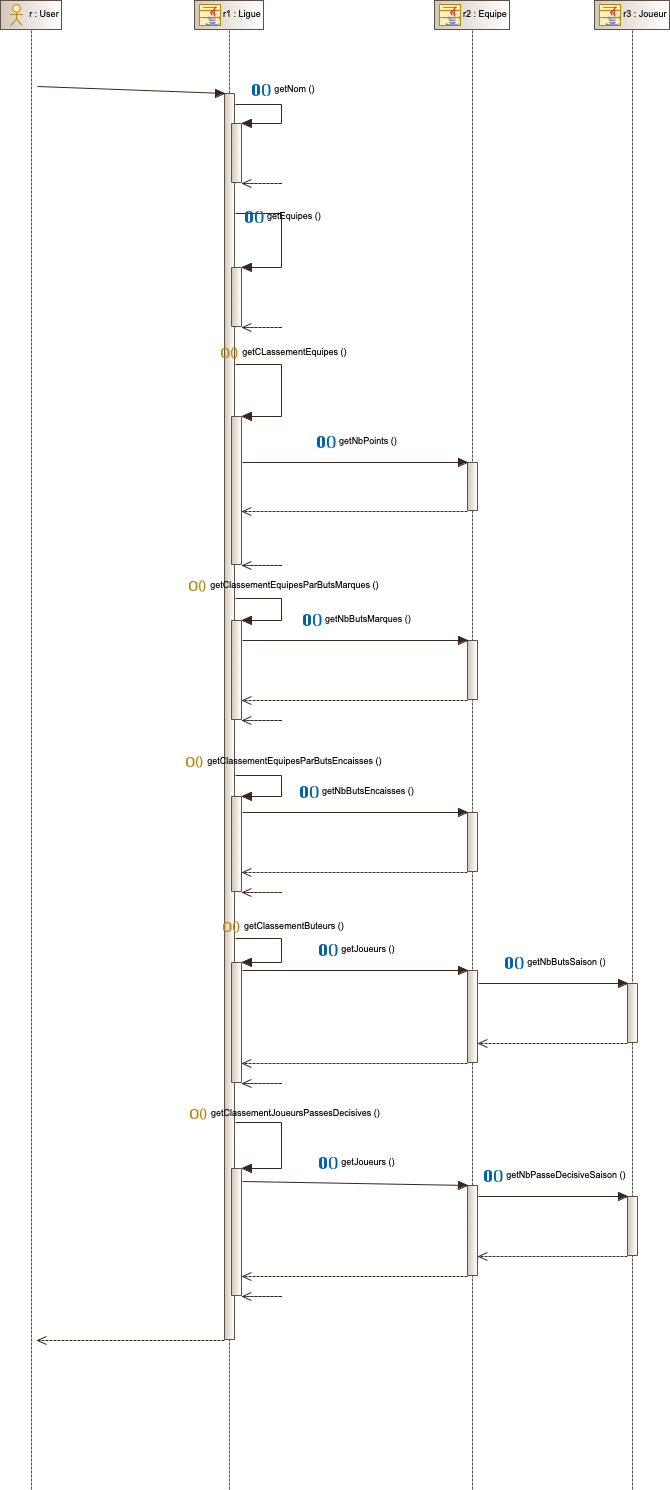 r : User
r1 : Ligue
r2 : Equipe
r3 : Joueur
getNom ()
getEquipes ()
getCLassementEquipes ()
getNbPoints ()
getClassementEquipesParButsMarques ()
getNbButsMarques ()
getClassementEquipesParButsEncaisses ()
getNbButsEncaisses ()
getClassementButeurs ()
getJoueurs ()
getNbButsSaison ()
getClassementJoueursPassesDecisives ()
getJoueurs ()
getNbPasseDecisiveSaison ()